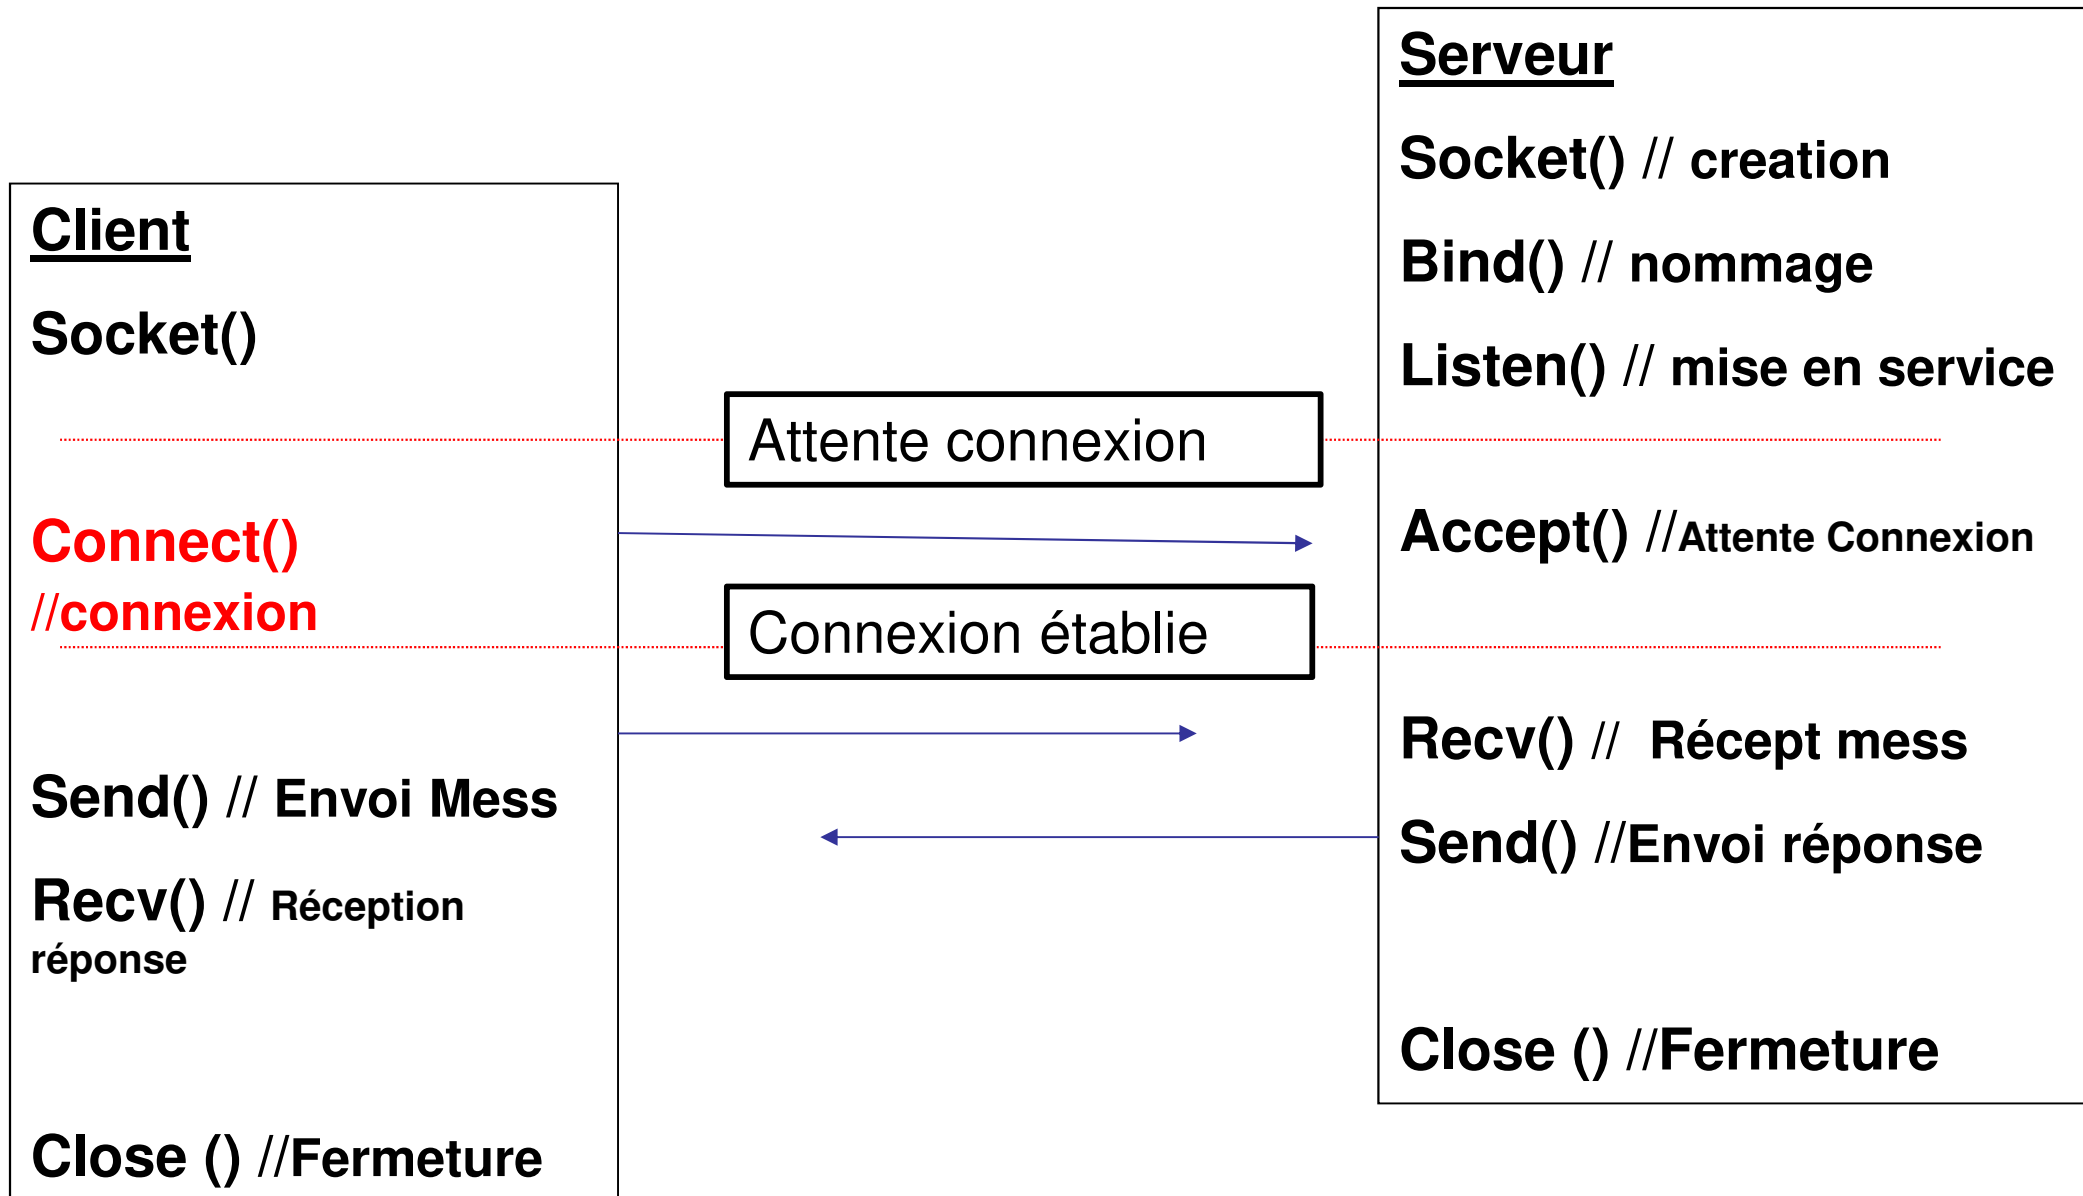 Client
Socket()
Connect()
//connexion
Send() // Envoi Mess
Recv() // Réception
réponse
Close () //Fermeture
Attente connexion
Connexion établie
Serveur
Socket() // creation
Bind() // nommage
Listen() // mise en service
Accept() //Attente Connexion
Recv() // Récept mess
Send() //Envoi réponse
Close () //Fermeture